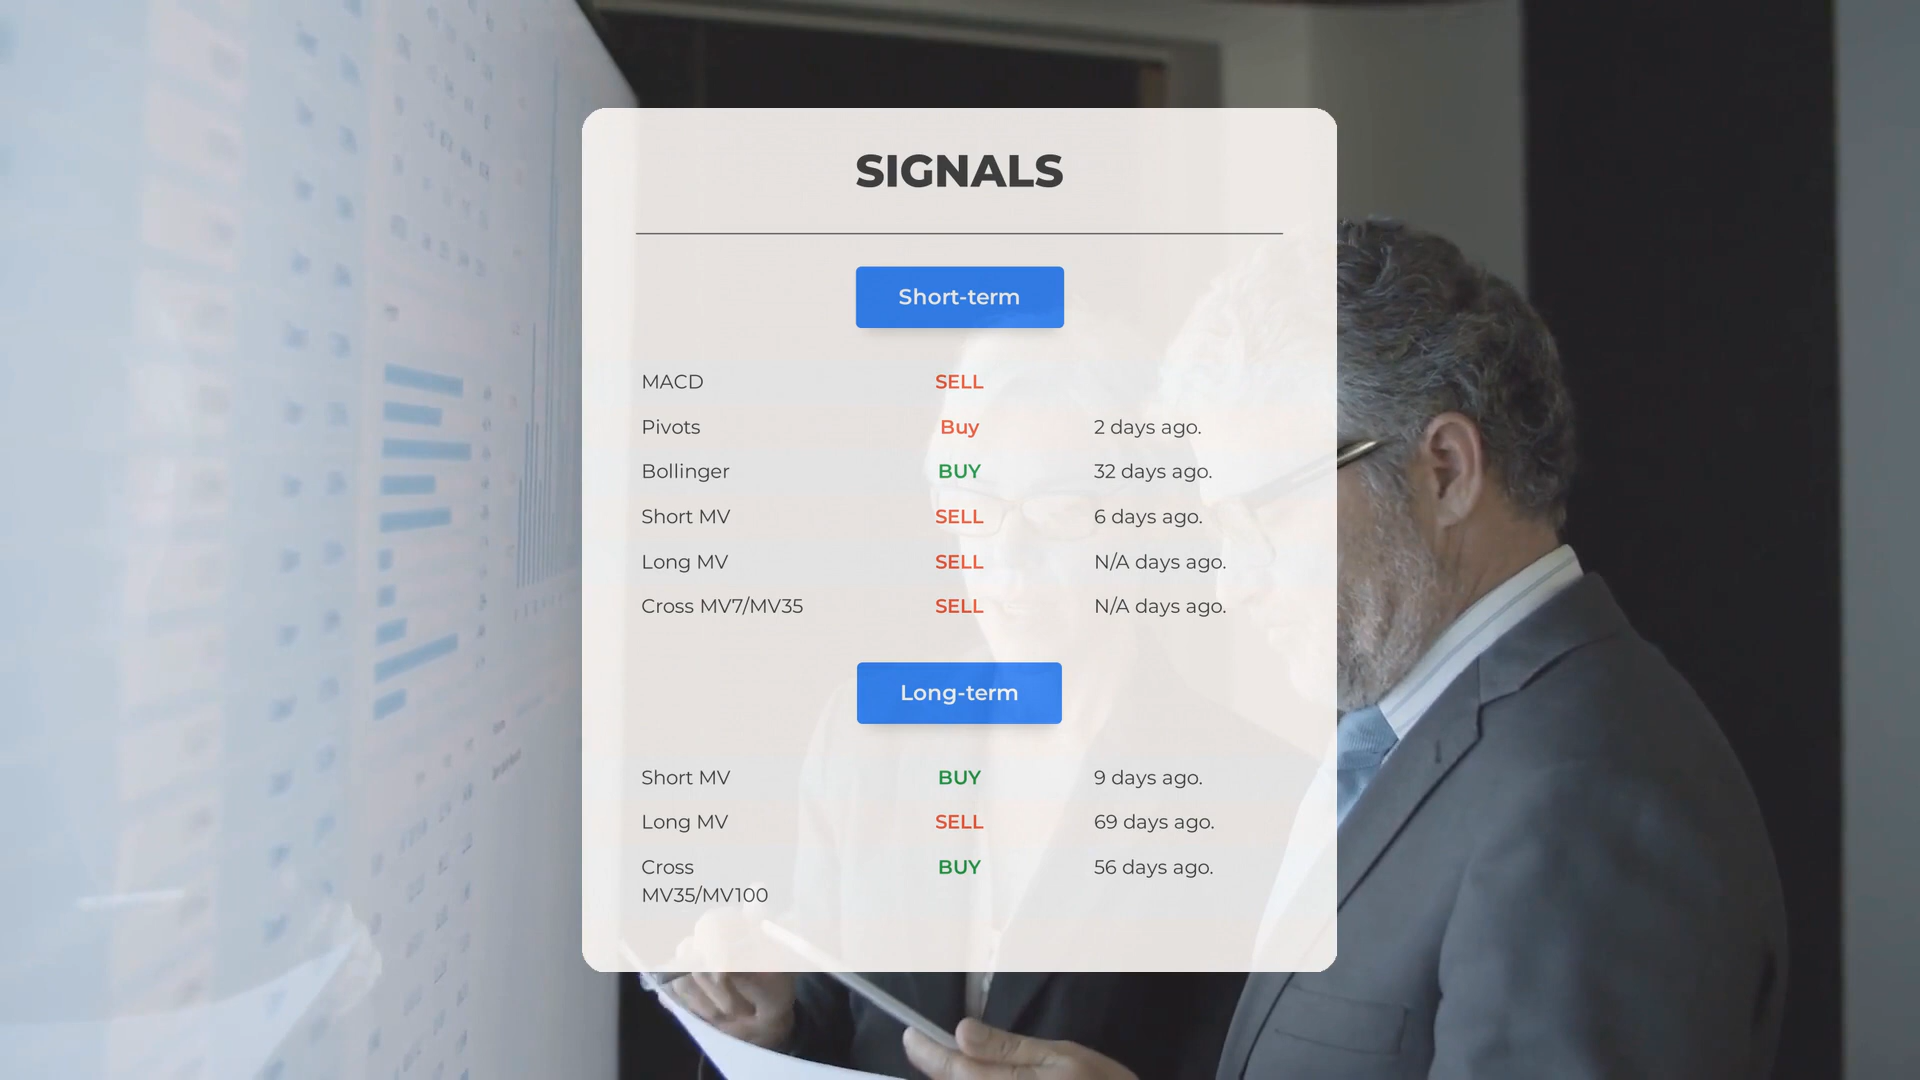 SIGNALS
Short-term
MACD SELL
Pivots Buy 2 days ago.
Bollinger BUY 32 days ago.
Short MV SELL 6 days ago.
Long MV SELL N/A days ago.
Cross MV7/MV35 SELL N/A days ago.
Long-term
Short MV BUY 9 days ago.
Long MV SELL 69 days ago.
Cross BUY 56 days ago.
MV35/MV100